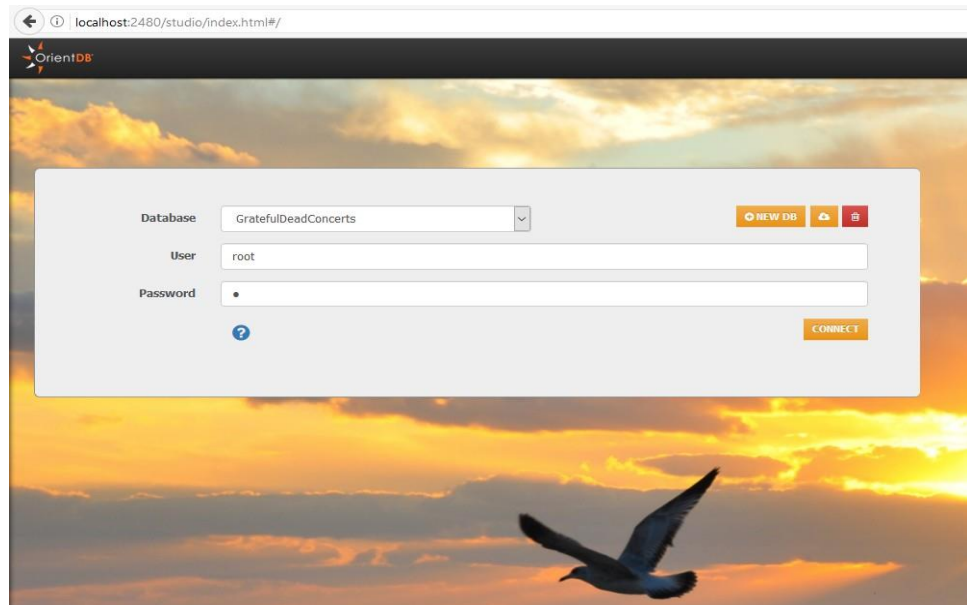 localhost:2480/studio/index.html#/
OrientDB
Database GratefulDeadConcerts NEW DB
User root
Password
CONNECT